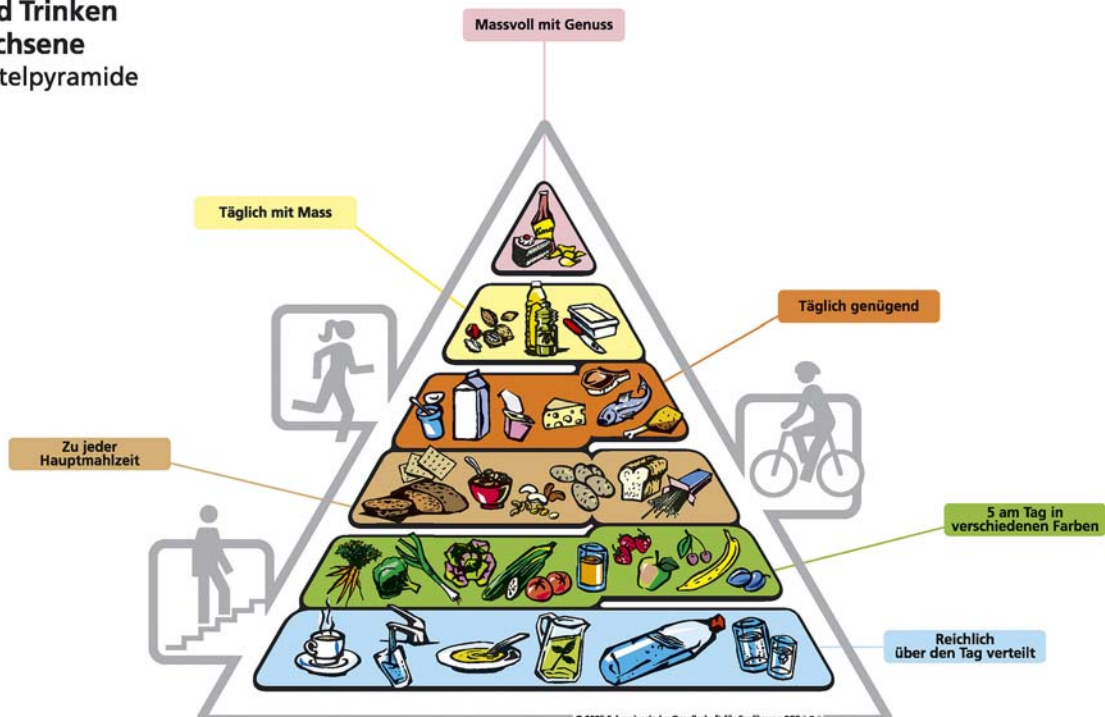 d Trinken
chsene
telpyramide
Massvoll mit Genuss
Täglich mit Mass
Täglich genügend
Zu jeder
Hauptmahlzeit
5 am Tag in
verschiedenen Farben
Reichlich
über den Tag verteilt